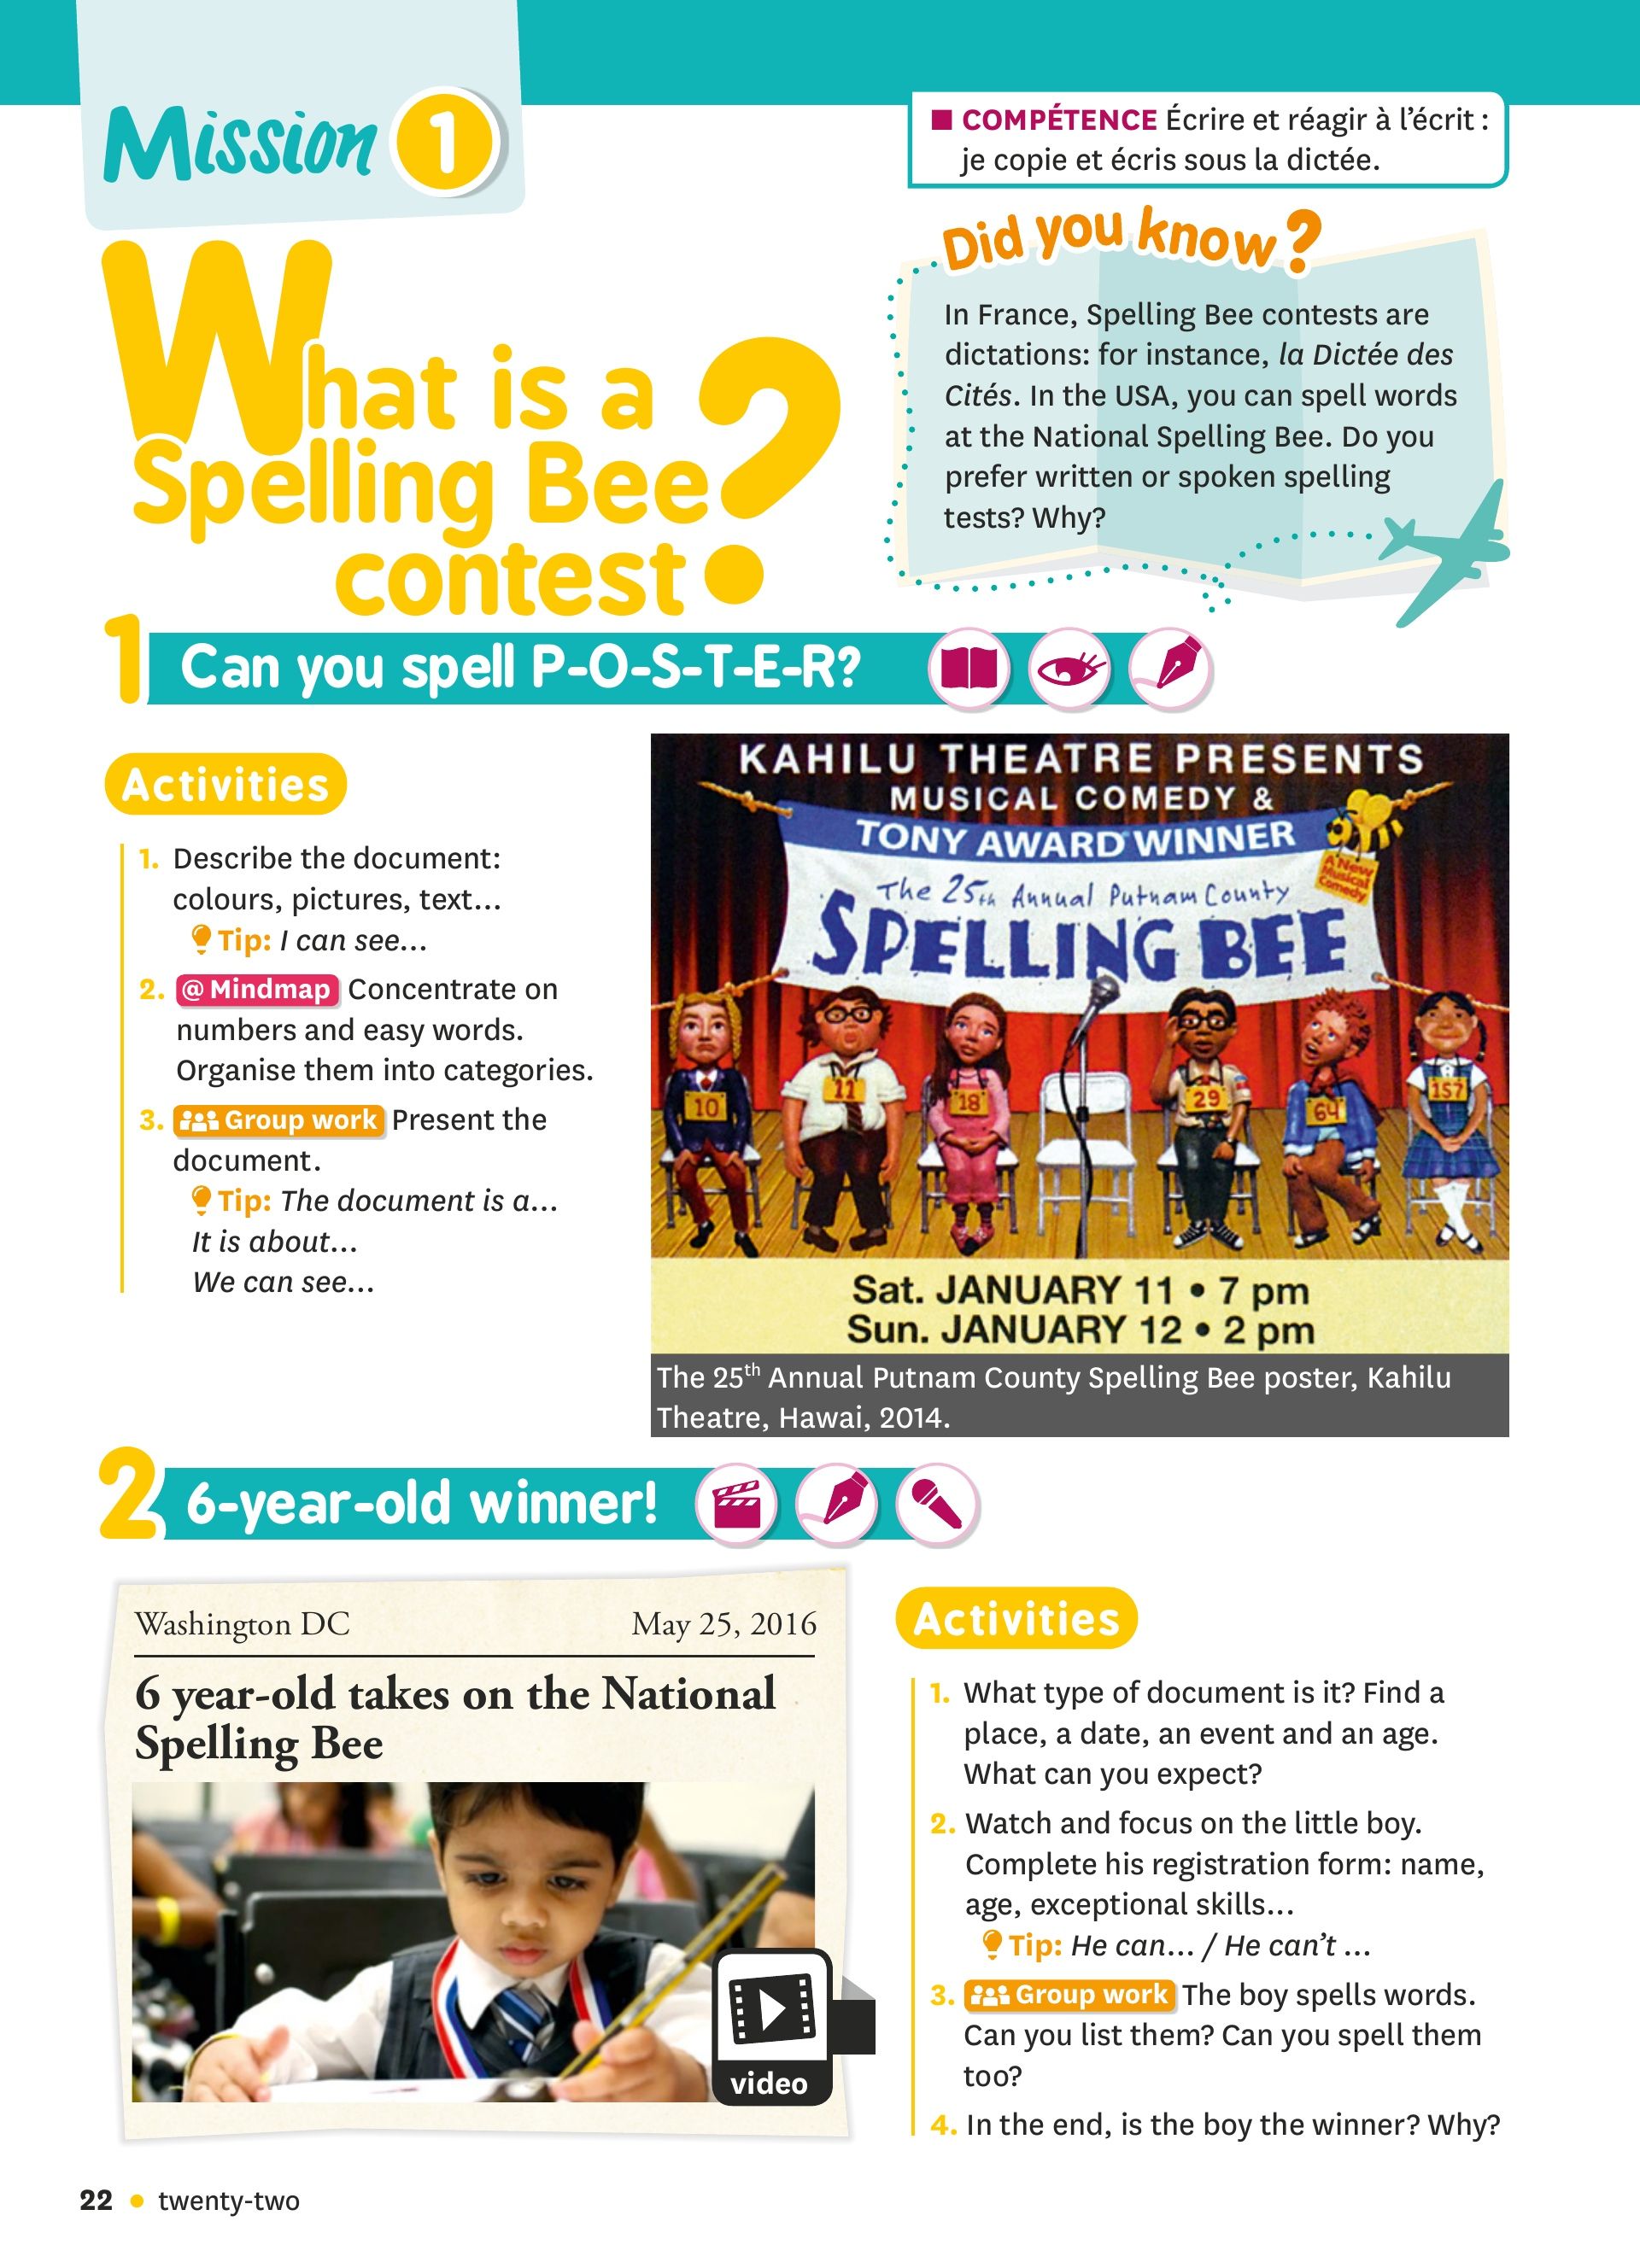 Mission 1
■ COMPÉTENCE Écrire et réagir à l'écrit :
je copie et écris sous la dictée.
What is a
Spelling Bee
contest?
Did you know?
In France, Spelling Bee contests are
dictations: for instance, la Dictée des
Cités. In the USA, you can spell words
at the National Spelling Bee. Do you
prefer written or spoken spelling
tests? Why?
1 Can you spell P-O-S-T-E-R?
Activities
1. Describe the document:
colours, pictures, text...
Tip: I can see...
2. @ Mindmap Concentrate on
numbers and easy words.
Organise them into categories.
3. Group work Present the
document.
Tip: The document is a...
It is about...
We can see...
KAHILU THEATRE PRESENTS
MUSICAL COMEDY &
TONY AWARD WINNER
A New
Musical
Comedy
The 25th Annual Putnam County
SPELLING BEE
10
11
18
29
64
157
Sat. JANUARY 11 • 7 pm
Sun. JANUARY 12 • 2 pm
The 25th Annual Putnam County Spelling Bee poster, Kahilu
Theatre, Hawai, 2014.
2 6-year-old winner!
Washington DC May 25, 2016
6 year-old takes on the National
Spelling Bee
video
Activities
1. What type of document is it? Find a
place, a date, an event and an age.
What can you expect?
2. Watch and focus on the little boy.
Complete his registration form: name,
age, exceptional skills...
Tip: He can... / He can't ...
3. Group work The boy spells words.
Can you list them? Can you spell them
too?
4. In the end, is the boy the winner? Why?
22 • twenty-two